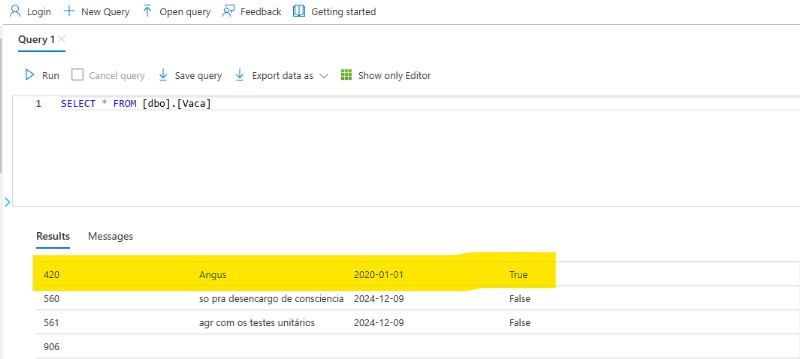 Login New Query Open query Feedback Getting started
Query 1
Run Cancel query Save query Export data as Show only Editor
1 SELECT * FROM [dbo].[Vaca]
Results Messages
420 Angus 2020-01-01 True
560 so pra desencargo de consciencia 2024-12-09 False
561 agr com os testes unitários 2024-12-09 False
906